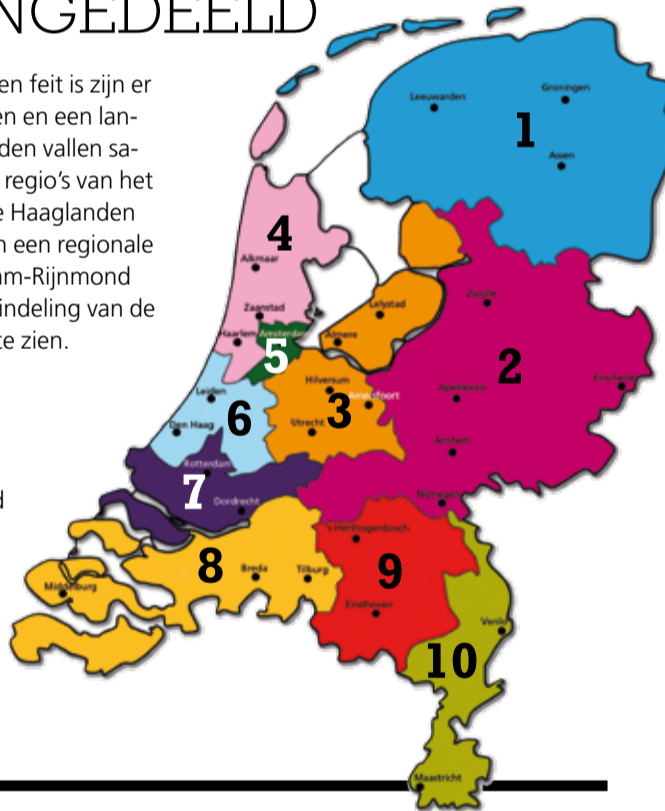 NGEDEELD
en feit is zijn er
en en een lan-
den vallen sa-
regio's van het
e Haaglanden
n een regionale
am-Rijnmond
indeling van de
te zien.
d
Leeuwarden
Groningen
1
Assen
4
Alkmaar
Zwolle
Lelystad
Zaanstad
Haarlem
Amsterdam
Almere
5
2
Enschede
Hilversum
Apeldoorn
Leiden
Amersfoort
3
6
Den Haag
Utrecht
Arnhem
Rotterdam
7
Dordrecht
Nijmegen
's Herthogenbosch
8
Breda
Tilburg
9
Middelburg
Eindhoven
Venlo
10
Maastricht